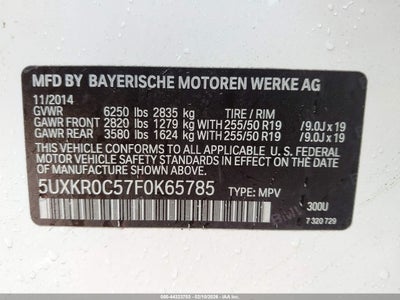 MFD BY BAYERISCHE MOTOREN WERKE AG
11/2014
GVWR 6250 lbs 2835 kg TIRE / RIM
GAWR FRONT 2820 lbs 1279 kg WITH 255/50 R19 /9.0J x 19
GAWR REAR 3580 lbs 1624 kg WITH 255/50 R19 /9.0J x 19
THIS VEHICLE CONFORMS TO ALL APPLICABLE U. S. FEDERAL
MOTOR VEHICLE SAFETY STANDARDS IN EFFECT
ON THE DATE OF MANUFACTURE SHOWN ABOVE.
5UXKR0C57F0K65785 TYPE: MPV
300U
7 320 729